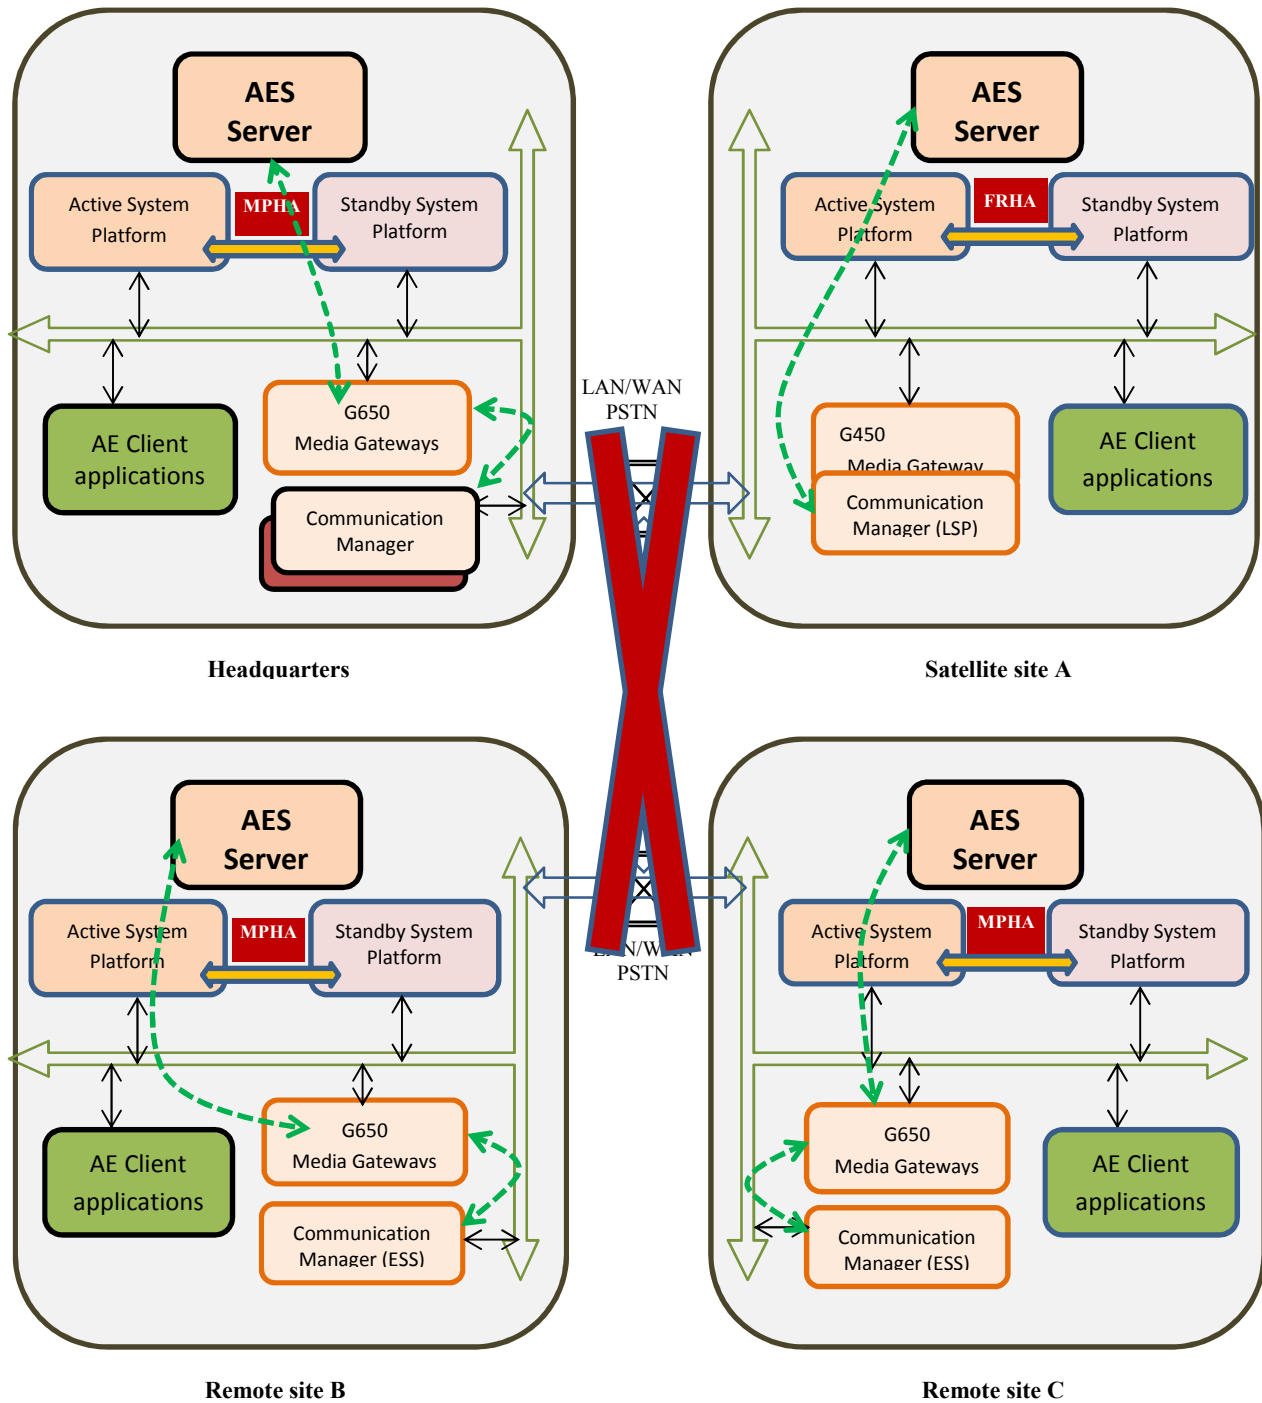 AES
Server
MPHA
Active System
Platform
Standby System
Platform
G650
Media Gateways
AE Client
applications
Communication
Manager
Headquarters
LAN/WAN
PSTN
AES
Server
FRHA
Active System
Platform
Standby System
Platform
G450
Media Gateway
Communication
Manager (LSP)
AE Client
applications
Satellite site A
AES
Server
MPHA
Active System
Platform
Standby System
Platform
G650
Media Gateways
AE Client
applications
Communication
Manager (ESS)
Remote site B
LAN/WAN
PSTN
AES
Server
MPHA
Active System
Platform
Standby System
Platform
G650
Media Gateways
Communication
Manager (ESS)
AE Client
applications
Remote site C